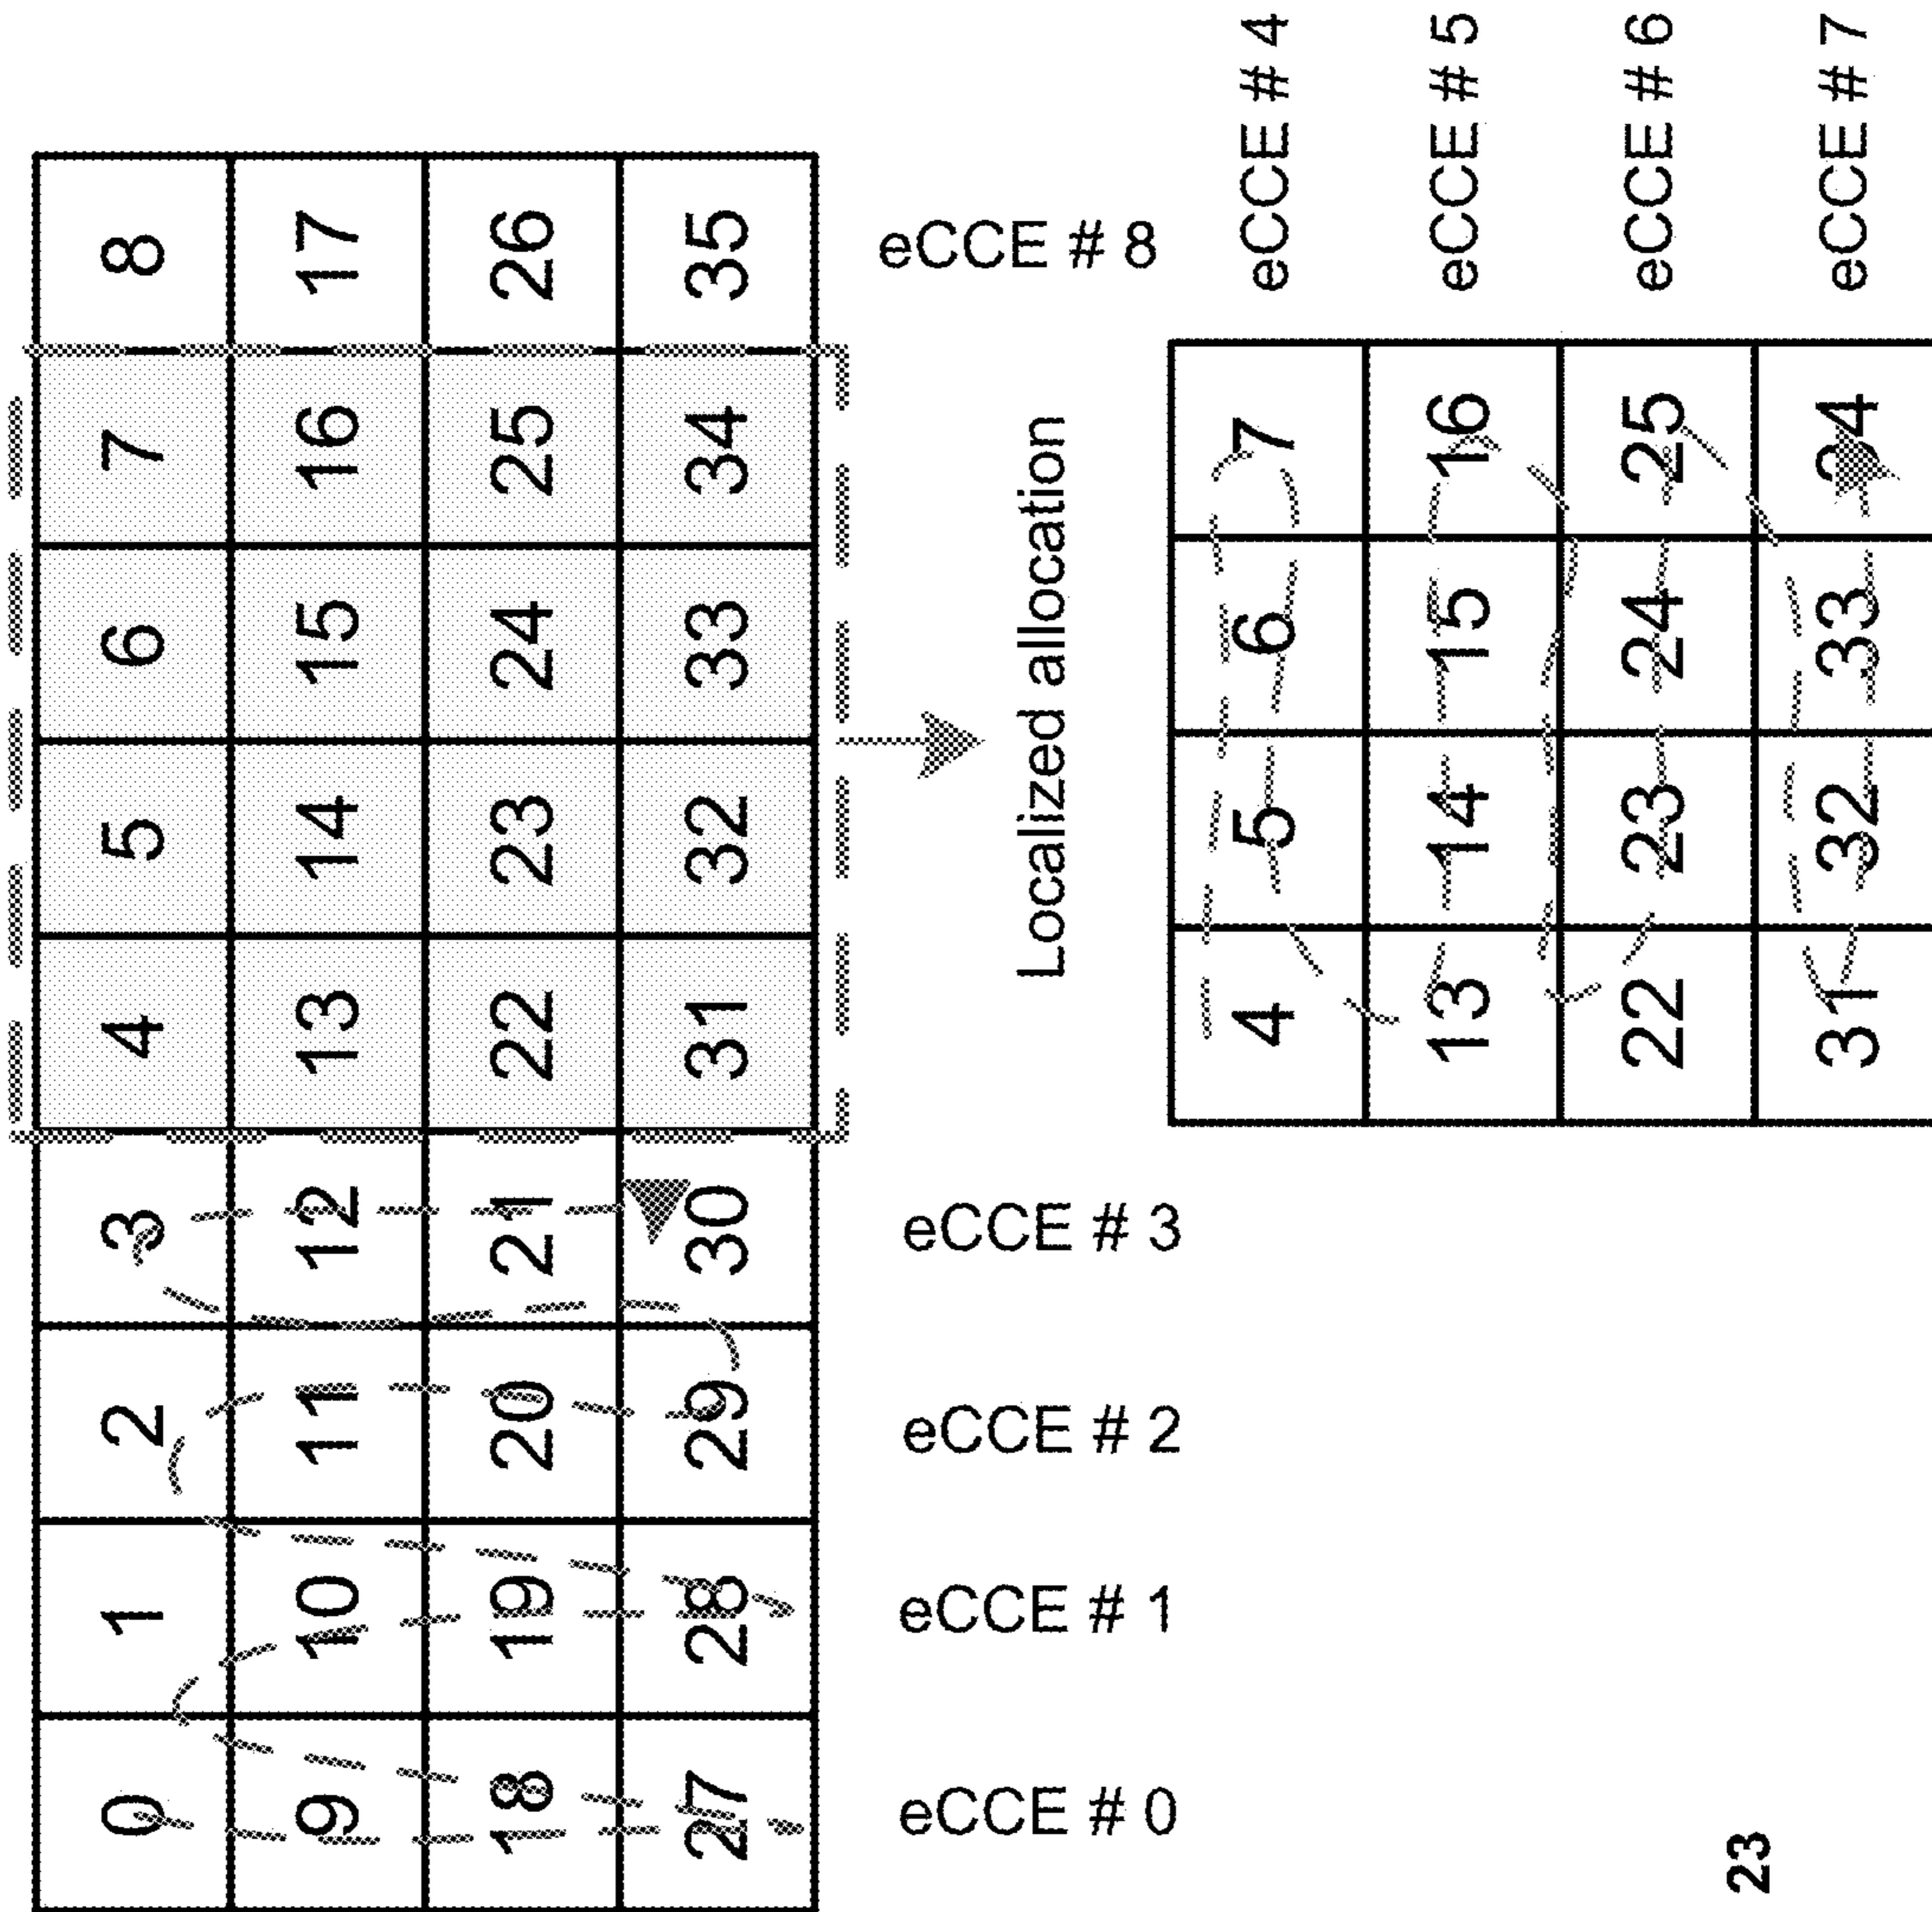 0 1 2 3 4 5 6 7 8
9 10 11 12 13 14 15 16 17
18 19 20 21 22 23 24 25 26
27 28 29 30 31 32 33 34 35
eCCE # 0
eCCE # 1
eCCE # 2
eCCE # 3
eCCE # 8
Localized allocation
4 5 6 7 eCCE # 4
13 14 15 16 eCCE # 5
22 23 24 25 eCCE # 6
31 32 33 34 eCCE # 7
23